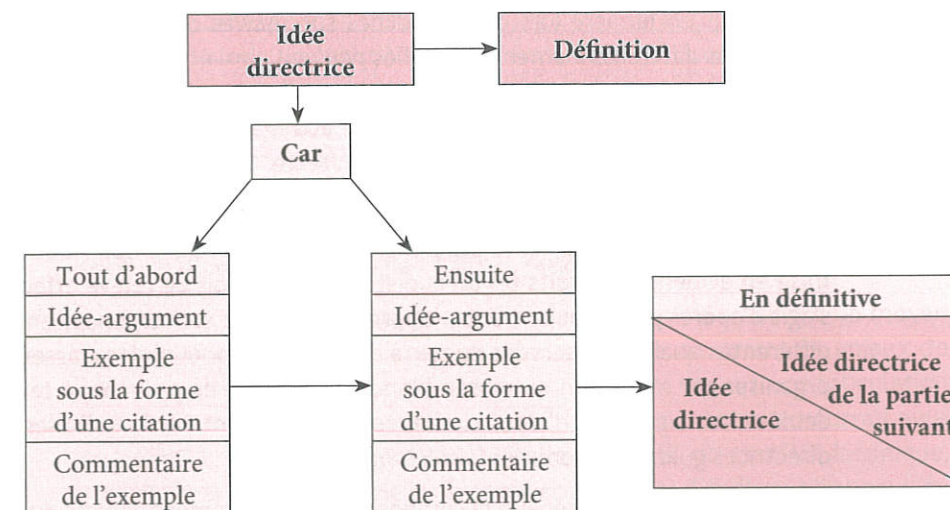 Idée
directrice
Définition
Car
Tout d'abord
Idée-argument
Exemple
sous la forme
d'une citation
Commentaire
de l'exemple
Ensuite
Idée-argument
Exemple
sous la forme
d'une citation
Commentaire
de l'exemple
En définitive
Idée
directrice
Idée directrice
de la partie